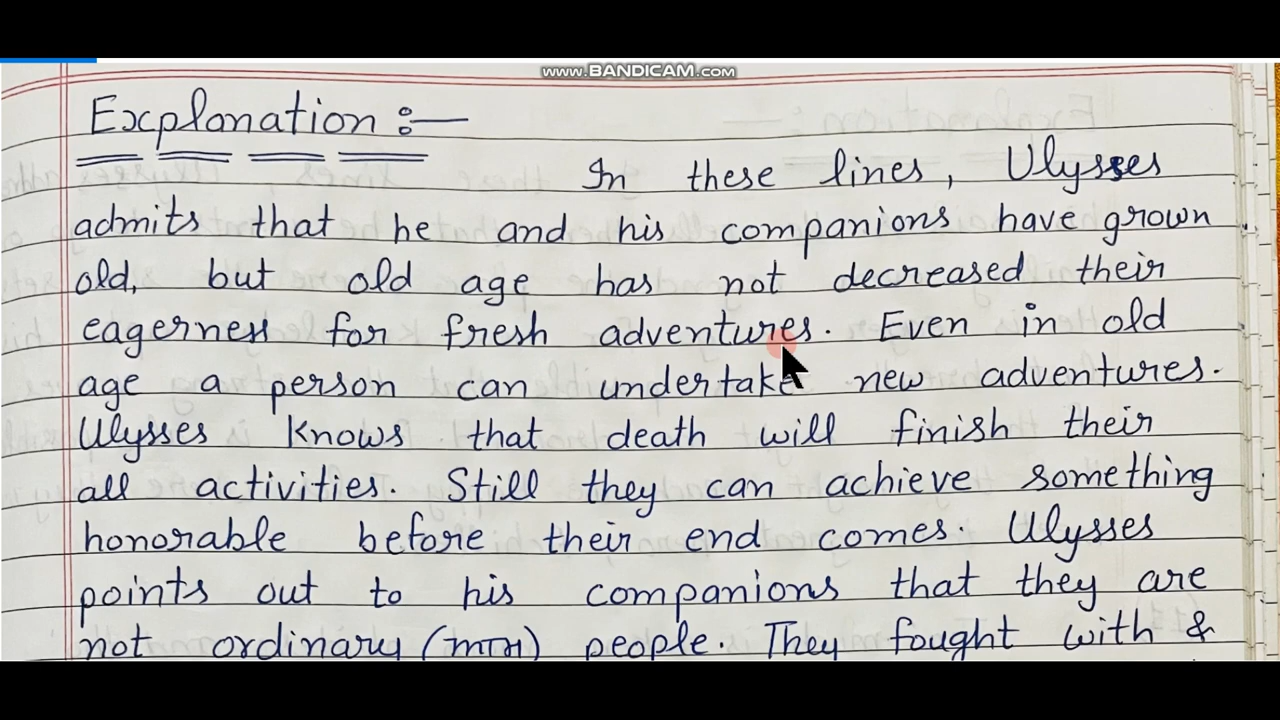 www.BANDICAM.com
Explanation :—
In these lines, Ulysses
admits that he and his companions have grown
old, but old age has not decreased their
eagerness for fresh adventures. Even in old
age a person can undertake new adventures.
Ulysses knows that death will finish their
all activities. Still they can achieve something
honorable before their end comes. Ulysses
points out to his companions that they are
not ordinary (आम) people. They fought with &